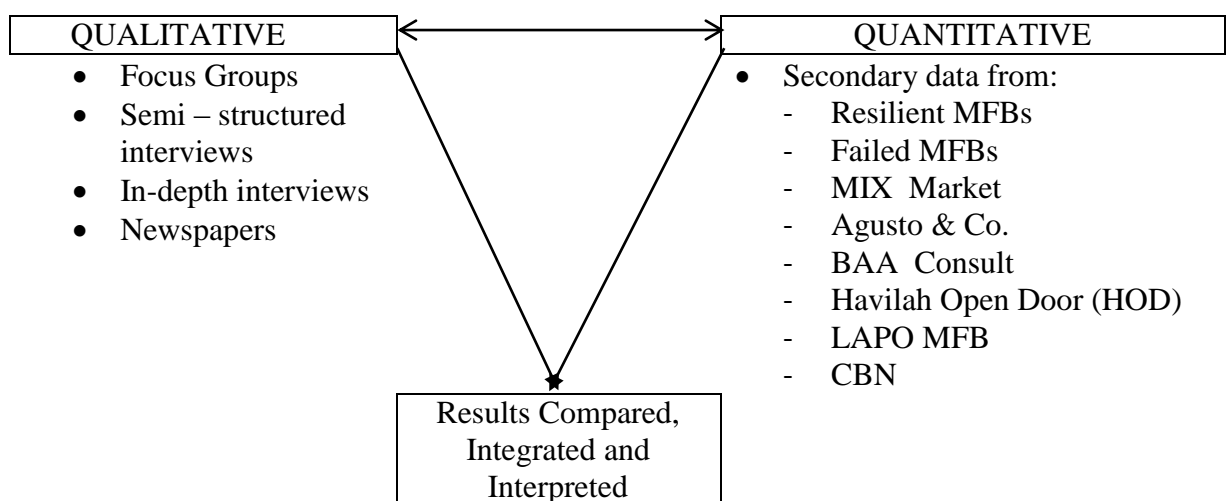 QUALITATIVE
• Focus Groups
• Semi – structured
interviews
• In-depth interviews
• Newspapers
QUANTITATIVE
• Secondary data from:
- Resilient MFBs
- Failed MFBs
- MIX Market
- Agusto & Co.
- BAA Consult
- Havilah Open Door (HOD)
- LAPO MFB
- CBN
Results Compared,
Integrated and
Interpreted